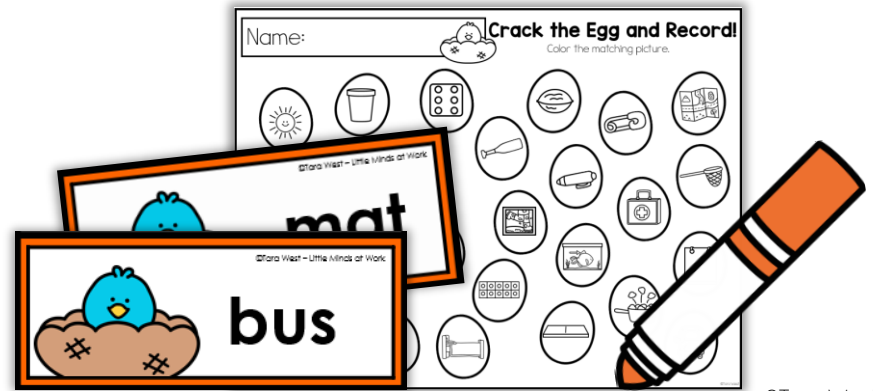 Name:
Crack the Egg and Record!
Color the matching picture.
©Tara West – Little Minds at Work
mat
©Tara West – Little Minds at Work
bus